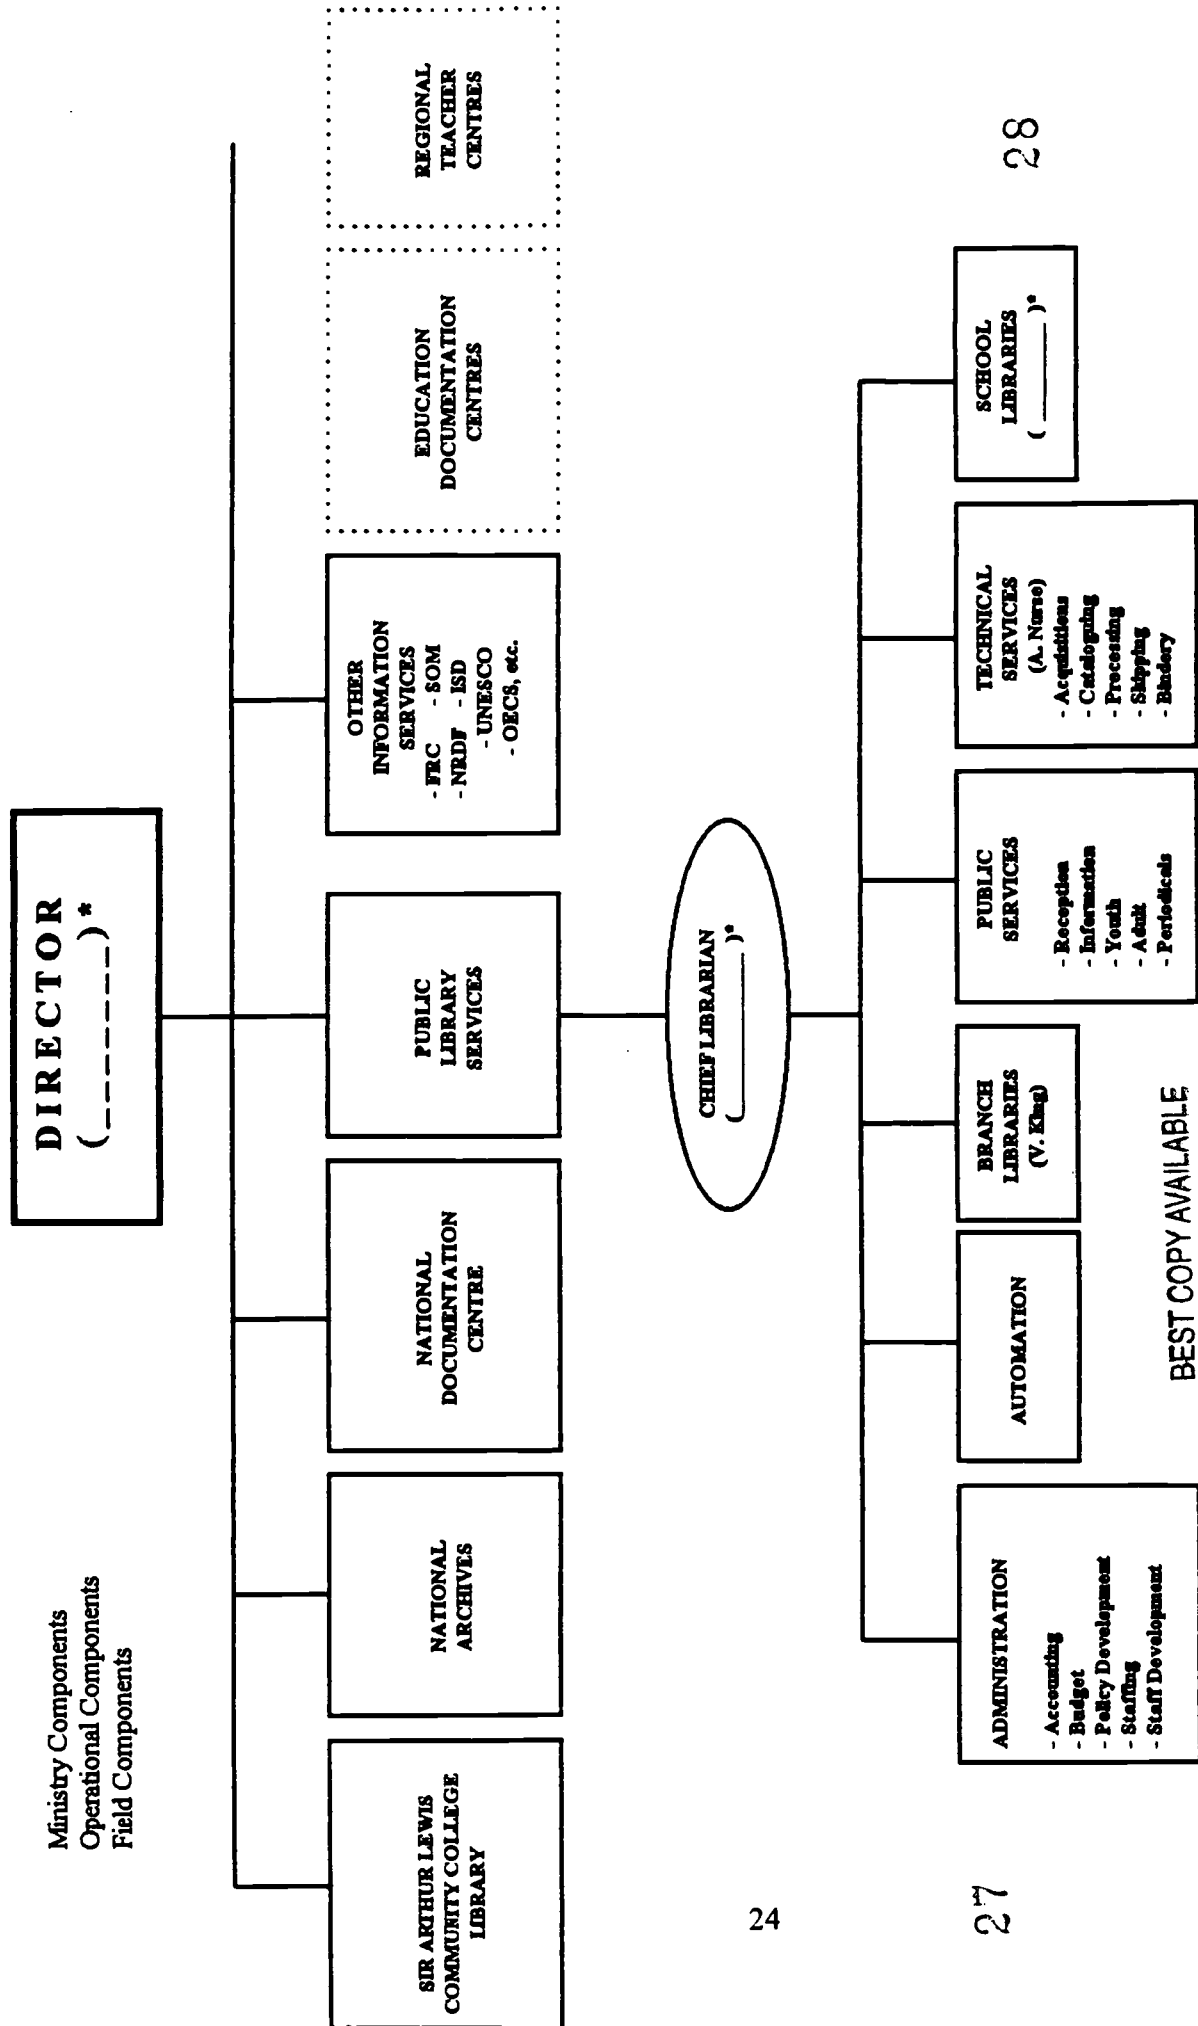 Ministry Components
Operational Components
Field Components
DIRECTOR
(_______)*
SIR ARTHUR LEWIS
COMMUNITY COLLEGE
LIBRARY
NATIONAL
ARCHIVES
NATIONAL
DOCUMENTATION
CENTRE
PUBLIC
LIBRARY
SERVICES
OTHER
INFORMATION
SERVICES
- FRC - SOM
- NRDF - ISD
- UNESCO
- OECS, etc.
EDUCATION
DOCUMENTATION
CENTRES
REGIONAL
TEACHER
CENTRES
CHIEF LIBRARIAN
(________)*
ADMINISTRATION
- Accounting
- Budget
- Policy Development
- Staffing
- Staff Development
AUTOMATION
BRANCH
LIBRARIES
(V. King)
PUBLIC
SERVICES
- Reception
- Information
- Youth
- Adult
- Periodicals
TECHNICAL
SERVICES
(A. Nurse)
- Acquisitions
- Cataloguing
- Processing
- Shipping
- Bindery
SCHOOL
LIBRARIES
(________)*
24
27
28
BEST COPY AVAILABLE